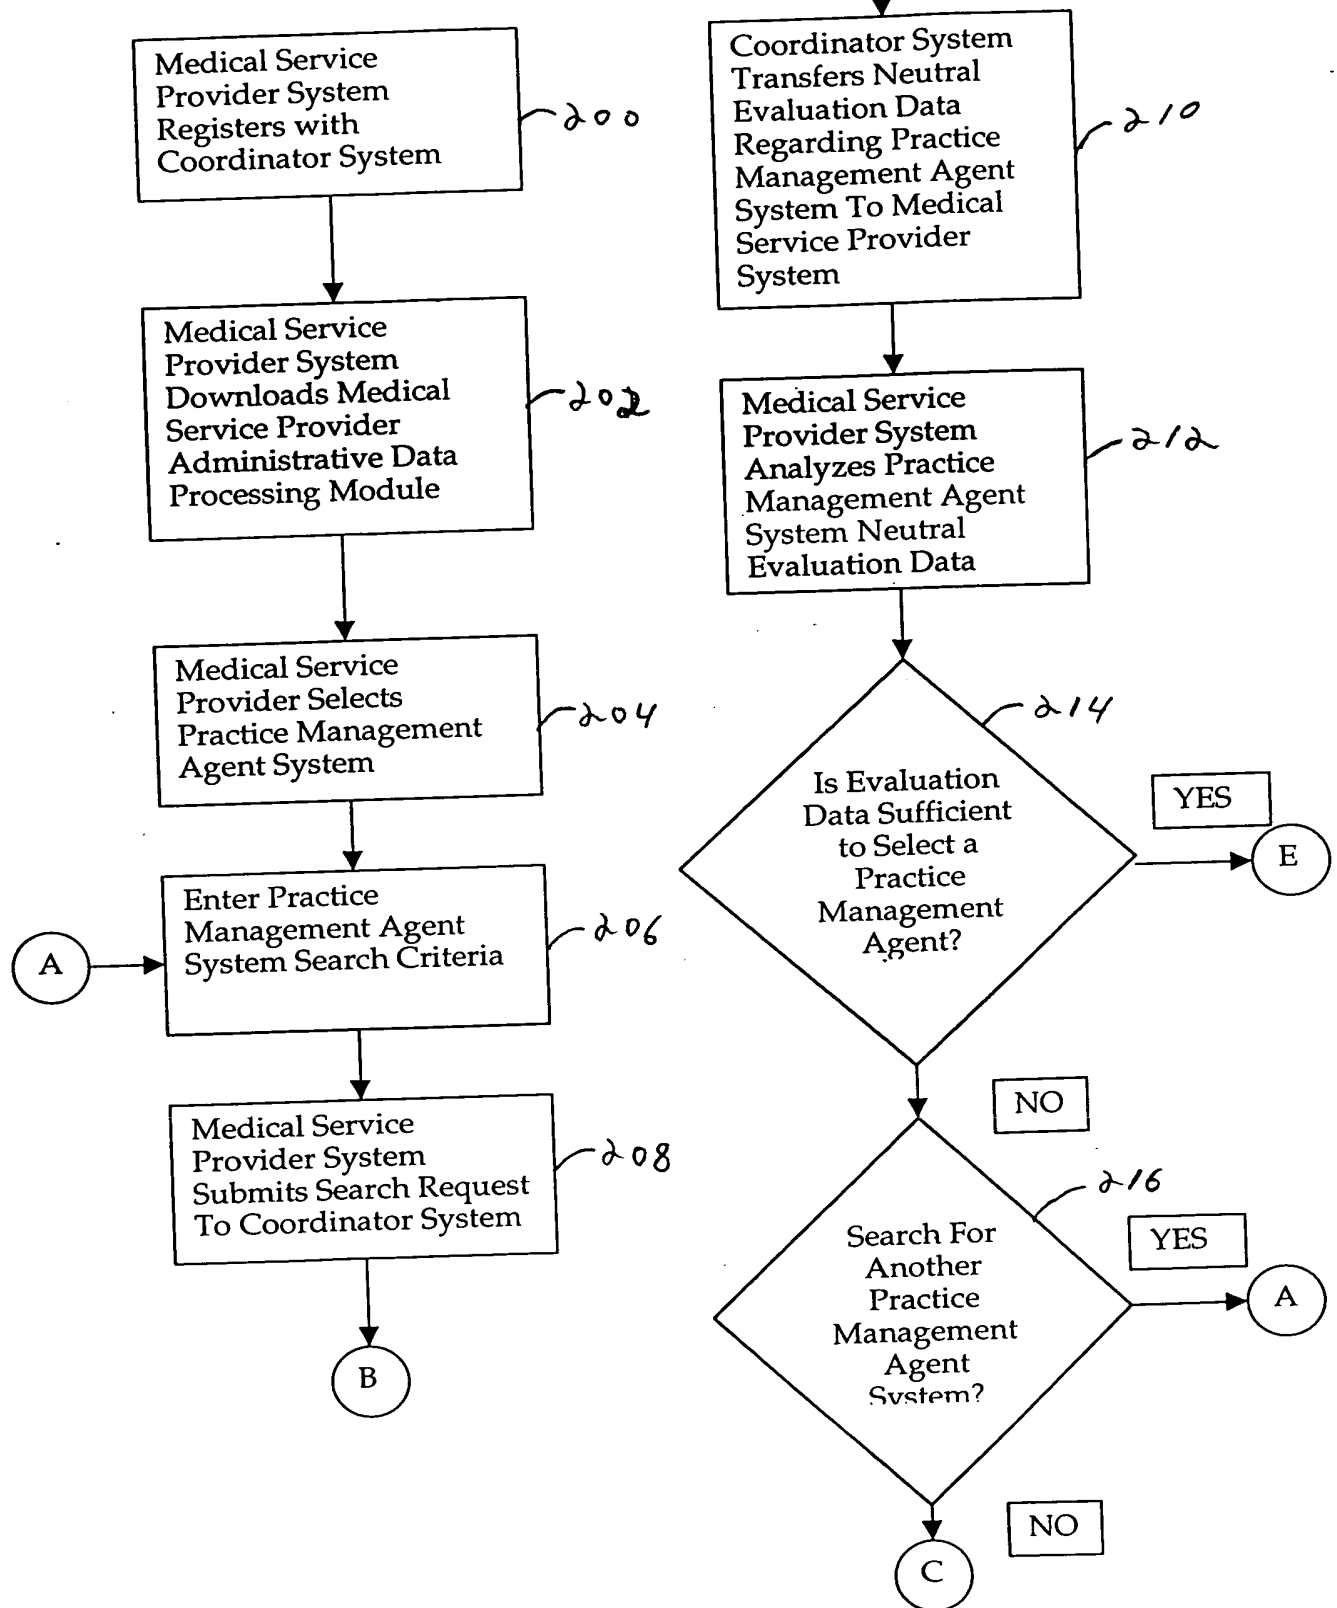 Medical Service
Provider System
Registers with
Coordinator System
200
Medical Service
Provider System
Downloads Medical
Service Provider
Administrative Data
Processing Module
202
Medical Service
Provider Selects
Practice Management
Agent System
204
A
Enter Practice
Management Agent
System Search Criteria
206
Medical Service
Provider System
Submits Search Request
To Coordinator System
208
B
Coordinator System
Transfers Neutral
Evaluation Data
Regarding Practice
Management Agent
System To Medical
Service Provider
System
210
Medical Service
Provider System
Analyzes Practice
Management Agent
System Neutral
Evaluation Data
212
214
Is Evaluation
Data Sufficient
to Select a
Practice
Management
Agent?
YES
E
NO
216
Search For
Another
Practice
Management
Agent
System?
YES
A
NO
C